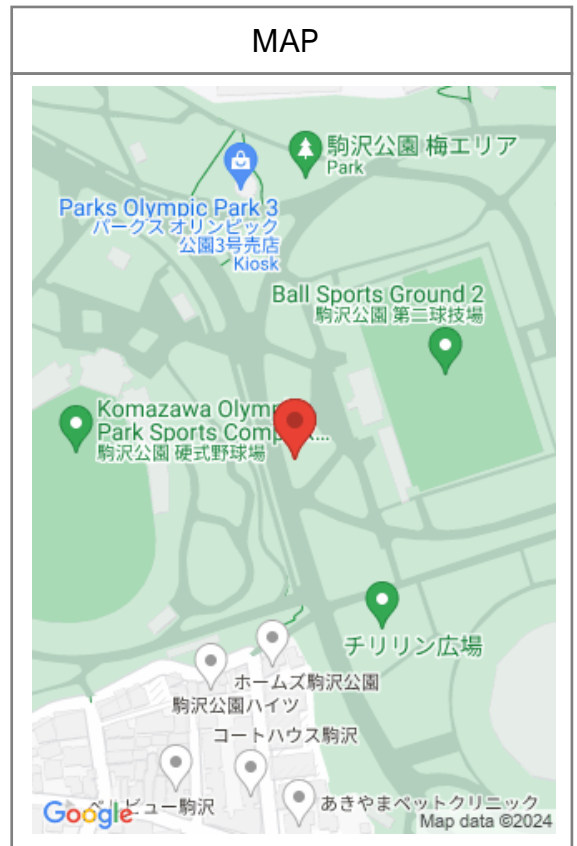 MAP
駒沢公園 梅エリア
Park
Parks Olympic Park 3
パークス オリンピック
公園3号売店
Kiosk
Ball Sports Ground 2
駒沢公園 第二球技場
Komazawa Olymp
Park Sports Comp
駒沢公園 硬式野球場
チリリン広場
ホームズ駒沢公園
駒沢公園ハイツ
コートハウス駒沢
ビュー駒沢
あきやまペットクリニック
Google
Map data ©2024